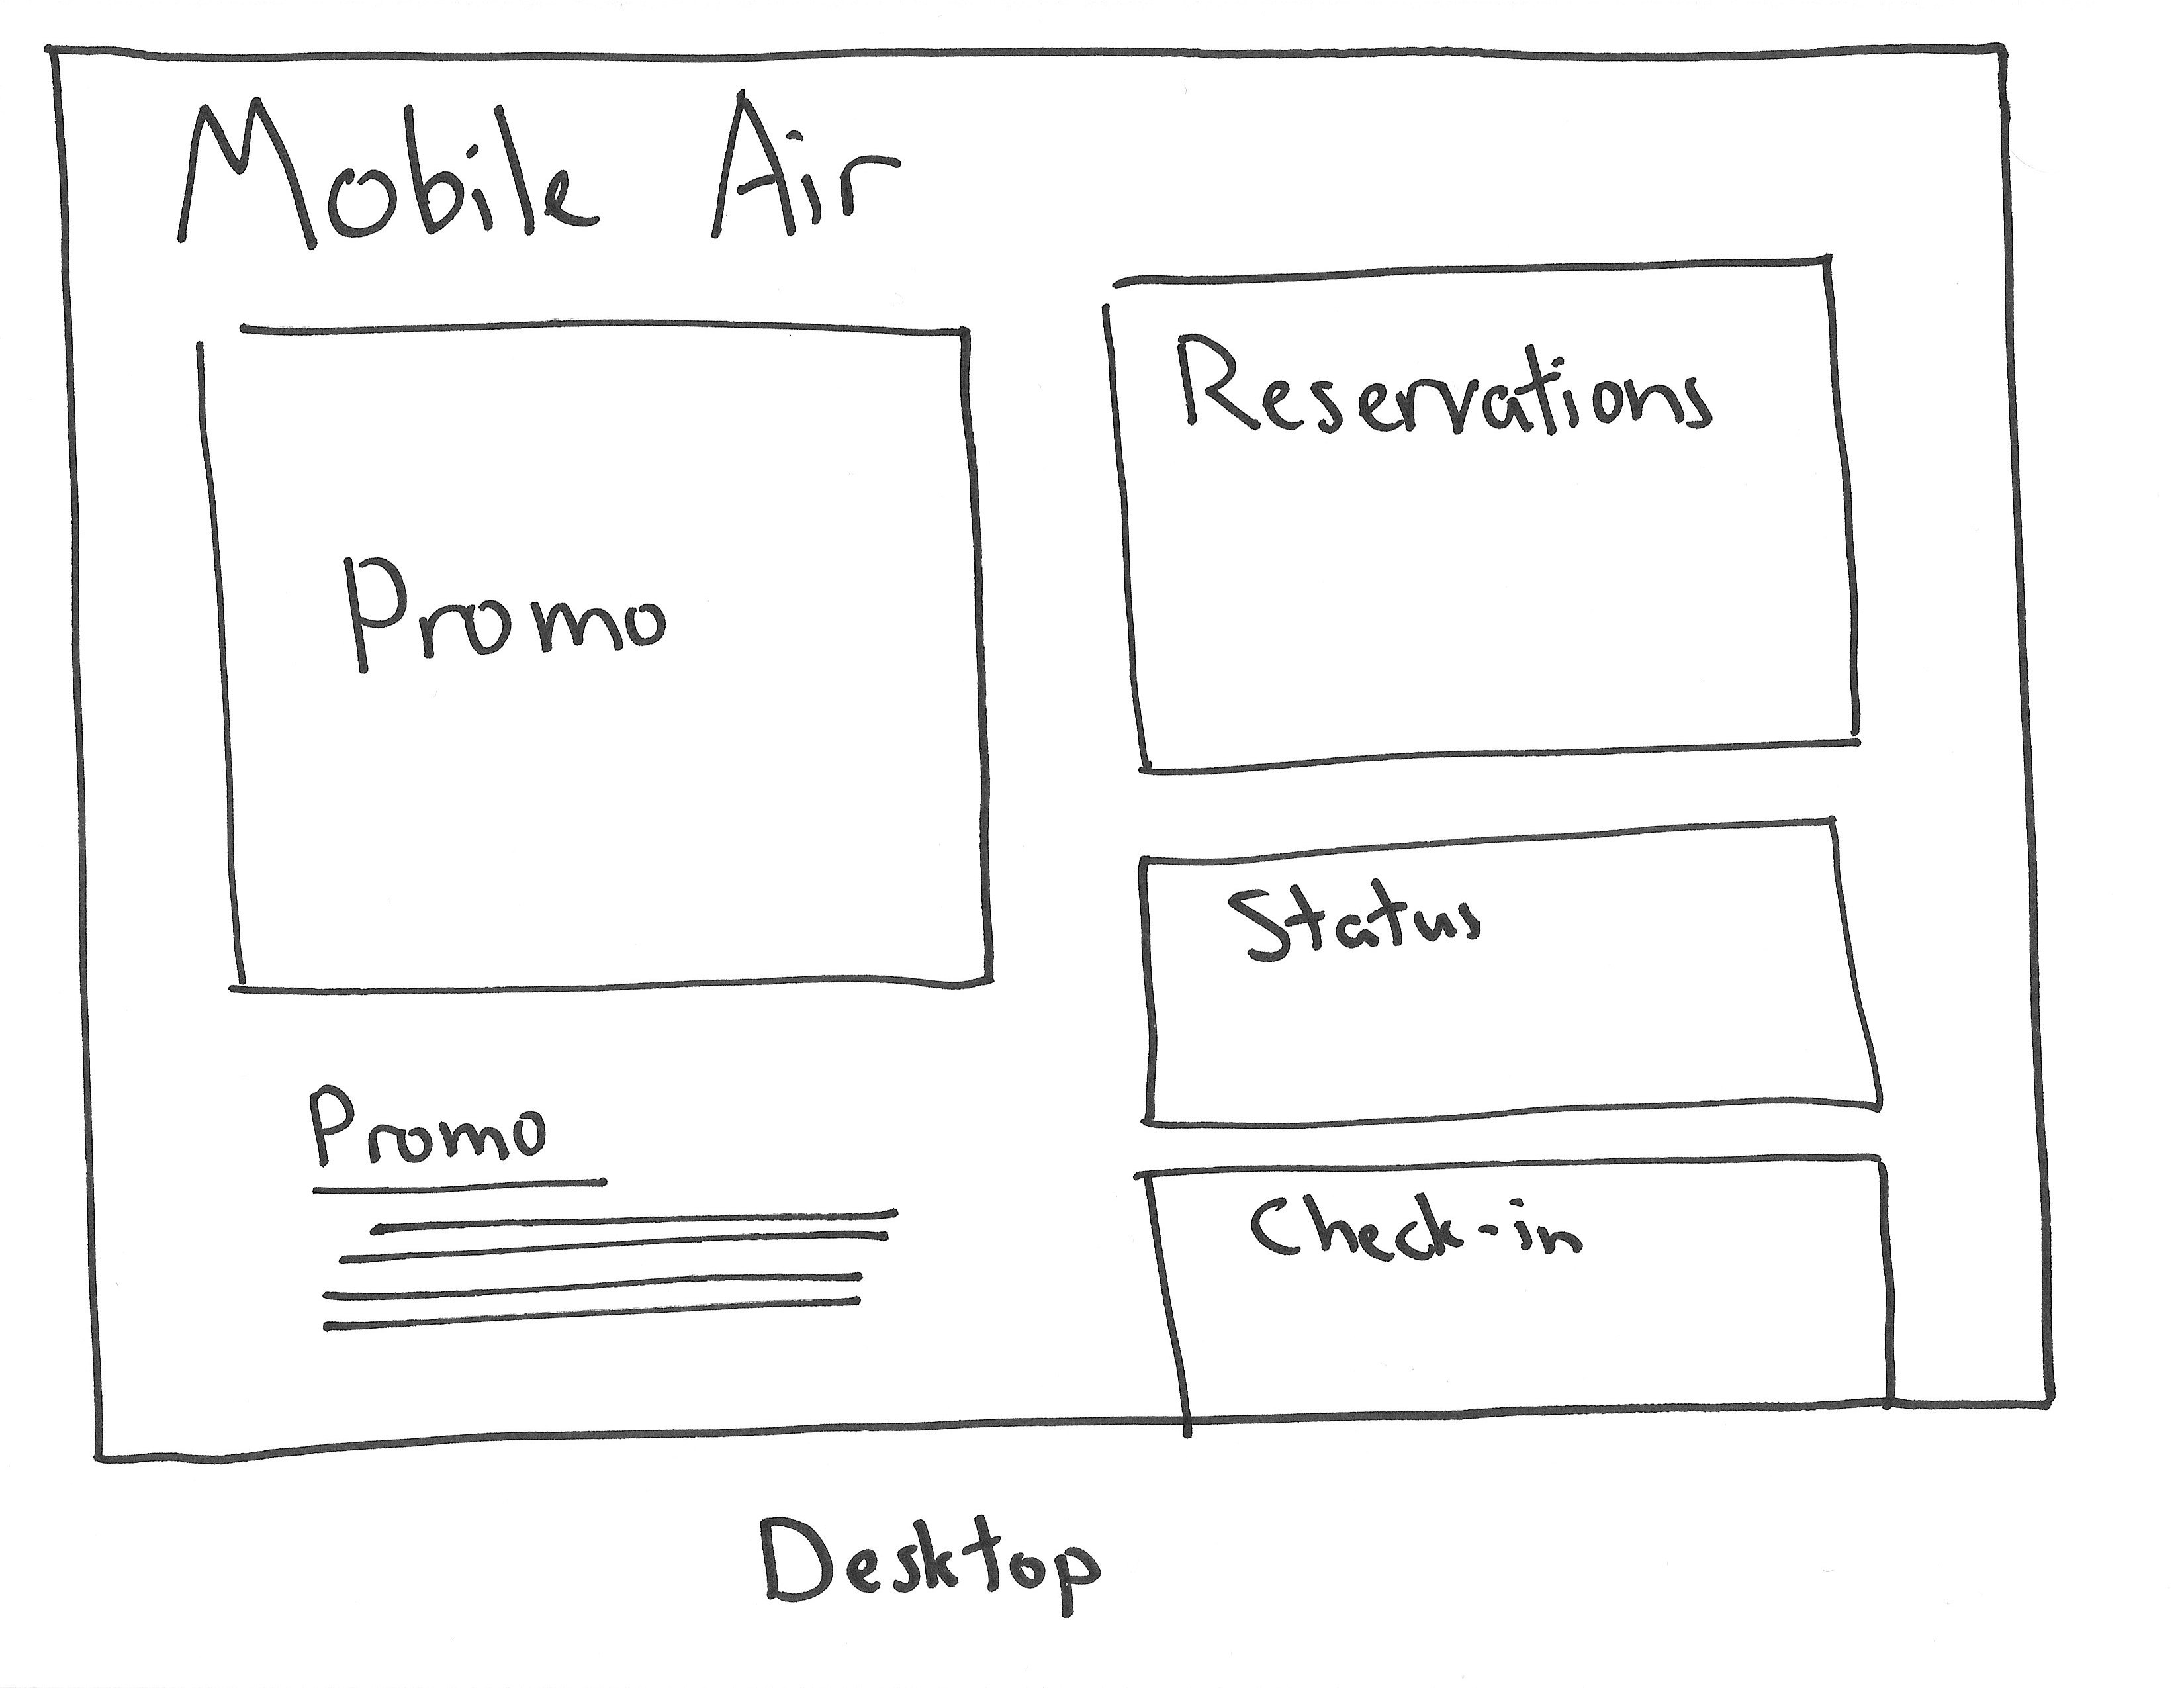 Mobile Air
Promo
Promo
Reservations
Status
Check-in
Desktop